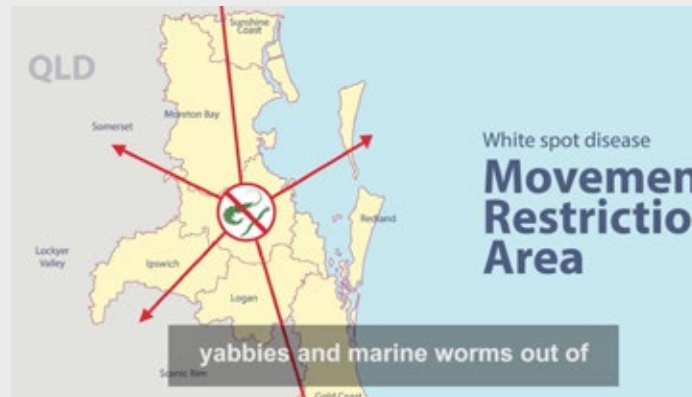 Sunshine
Coast
QLD
Moreton Bay
Somerset
White spot disease
Movemen
Restrictio
Area
Redland
Lockyer
Valley
Ipswich
Logan
yabbies and marine worms out of
Scenic Rim
Gold Coast